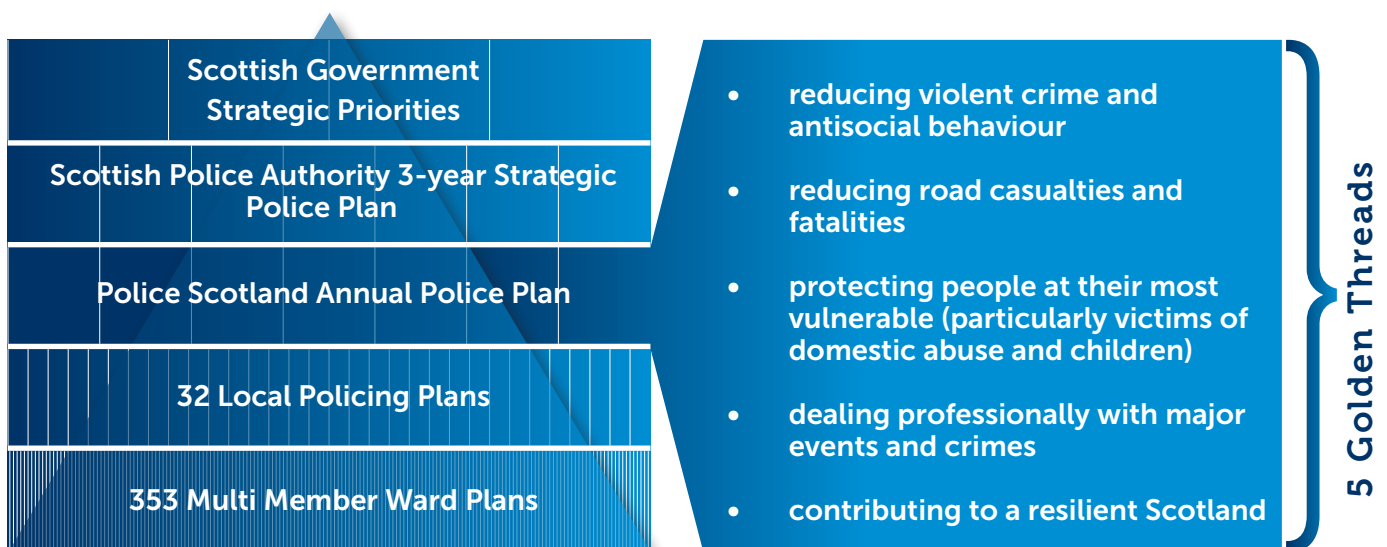 Scottish Government
Strategic Priorities
Scottish Police Authority 3-year Strategic
Police Plan
Police Scotland Annual Police Plan
32 Local Policing Plans
353 Multi Member Ward Plans
• reducing violent crime and
antisocial behaviour
• reducing road casualties and
fatalities
• protecting people at their most
vulnerable (particularly victims of
domestic abuse and children)
• dealing professionally with major
events and crimes
• contributing to a resilient Scotland
5 Golden Threads